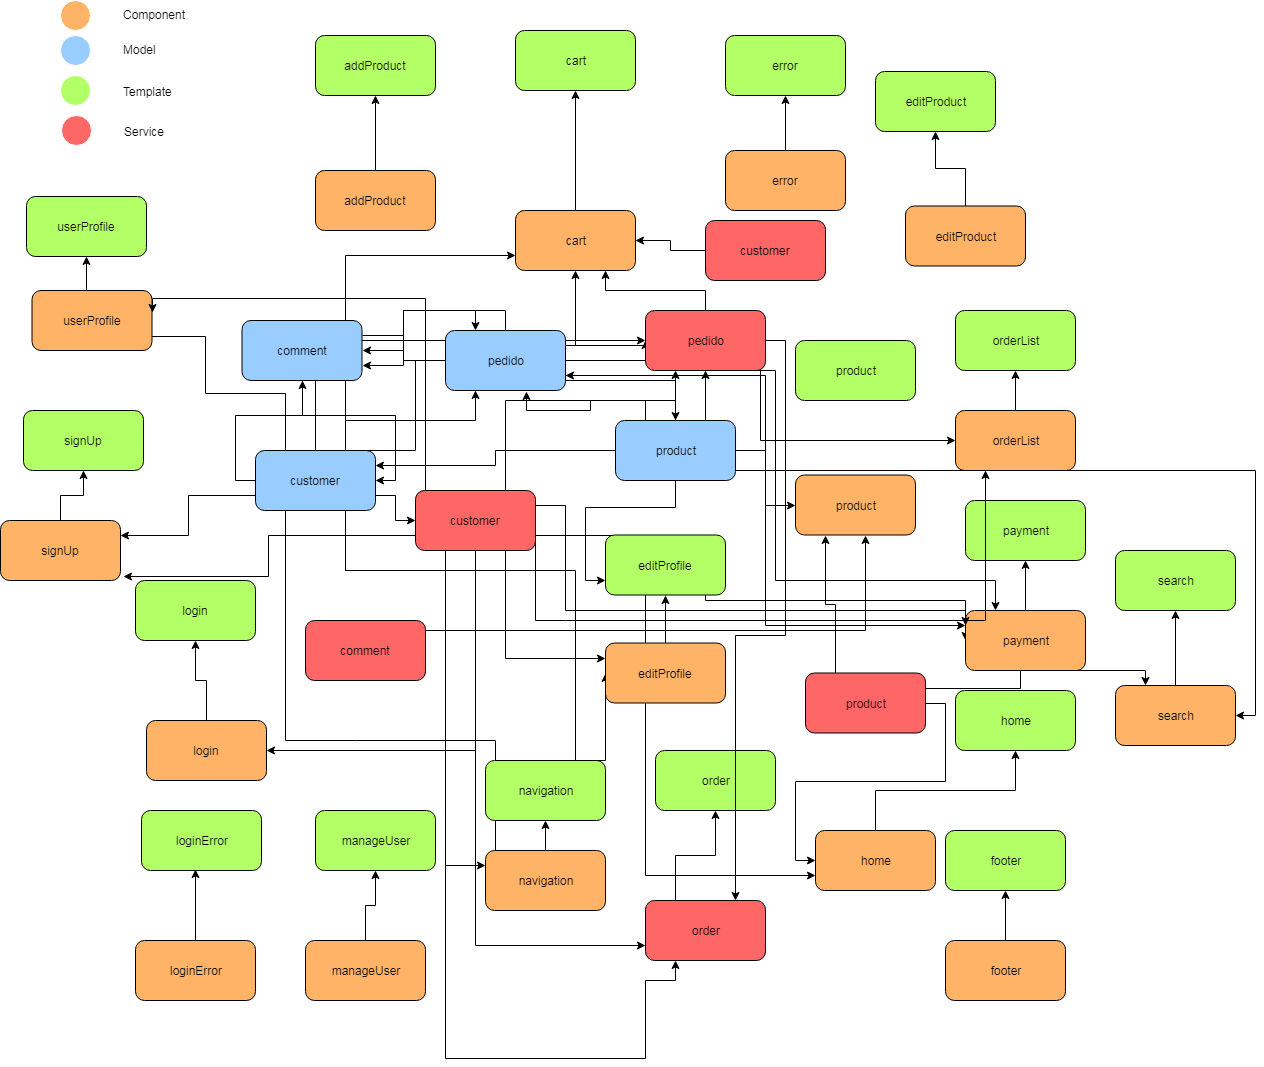 Component
Model
Template
Service
addProduct
cart
error
editProduct
addProduct
error
userProfile
cart
customer
editProduct
userProfile
comment
pedido
pedido
product
orderList
signUp
customer
product
orderList
signUp
customer
product
payment
editProfile
search
login
comment
editProfile
payment
login
product
search
navigation
order
home
loginError
manageUser
navigation
home
footer
loginError
manageUser
order
footer